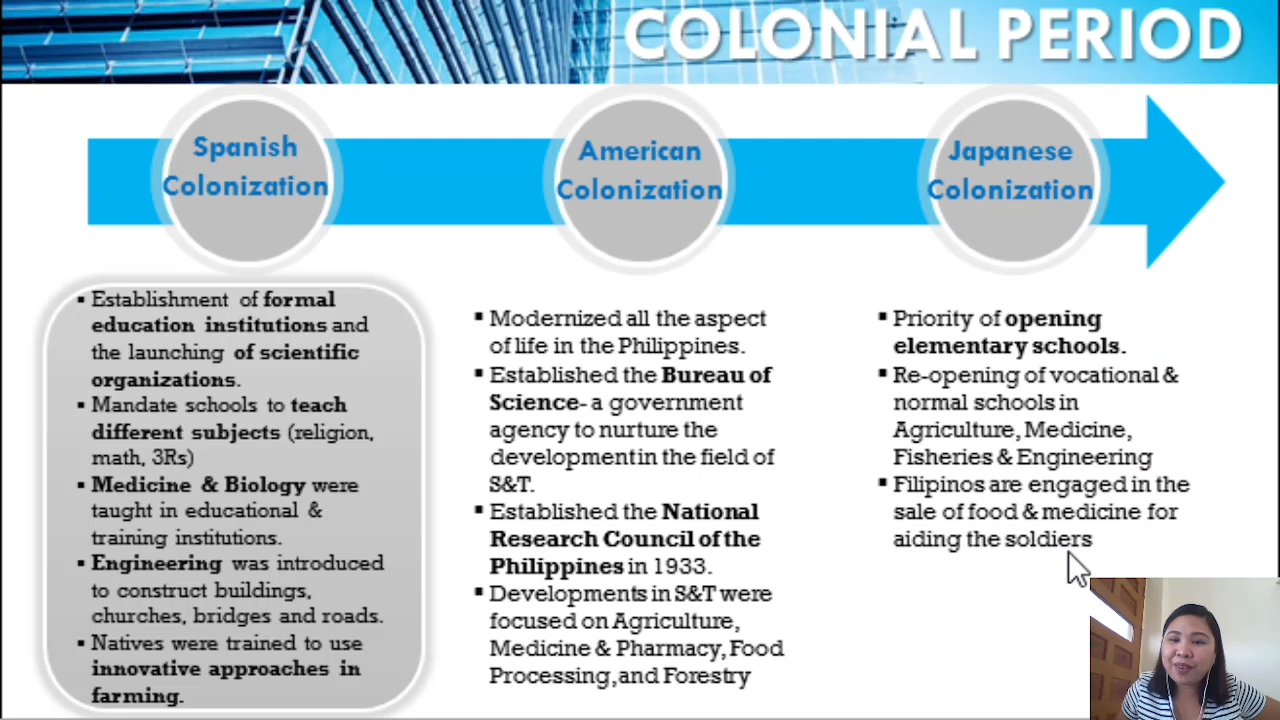 COLONIAL PERIOD
Spanish
Colonization
American
Colonization
Japanese
Colonization
▪ Establishment of formal
education institutions and
the launching of scientific
organizations.
▪ Mandate schools to teach
different subjects (religion,
math, 3Rs)
▪ Medicine & Biology were
taught in educational &
training institutions.
▪ Engineering was introduced
to construct buildings,
churches, bridges and roads.
▪ Natives were trained to use
innovative approaches in
farming.
▪ Modernized all the aspect
of life in the Philippines.
▪ Established the Bureau of
Science- a government
agency to nurture the
development in the field of
S&T.
▪ Established the National
Research Council of the
Philippines in 1933.
▪ Developments in S&T were
focused on Agriculture,
Medicine & Pharmacy, Food
Processing, and Forestry
▪ Priority of opening
elementary schools.
▪ Re-opening of vocational &
normal schools in
Agriculture, Medicine,
Fisheries & Engineering
▪ Filipinos are engaged in the
sale of food & medicine for
aiding the soldiers